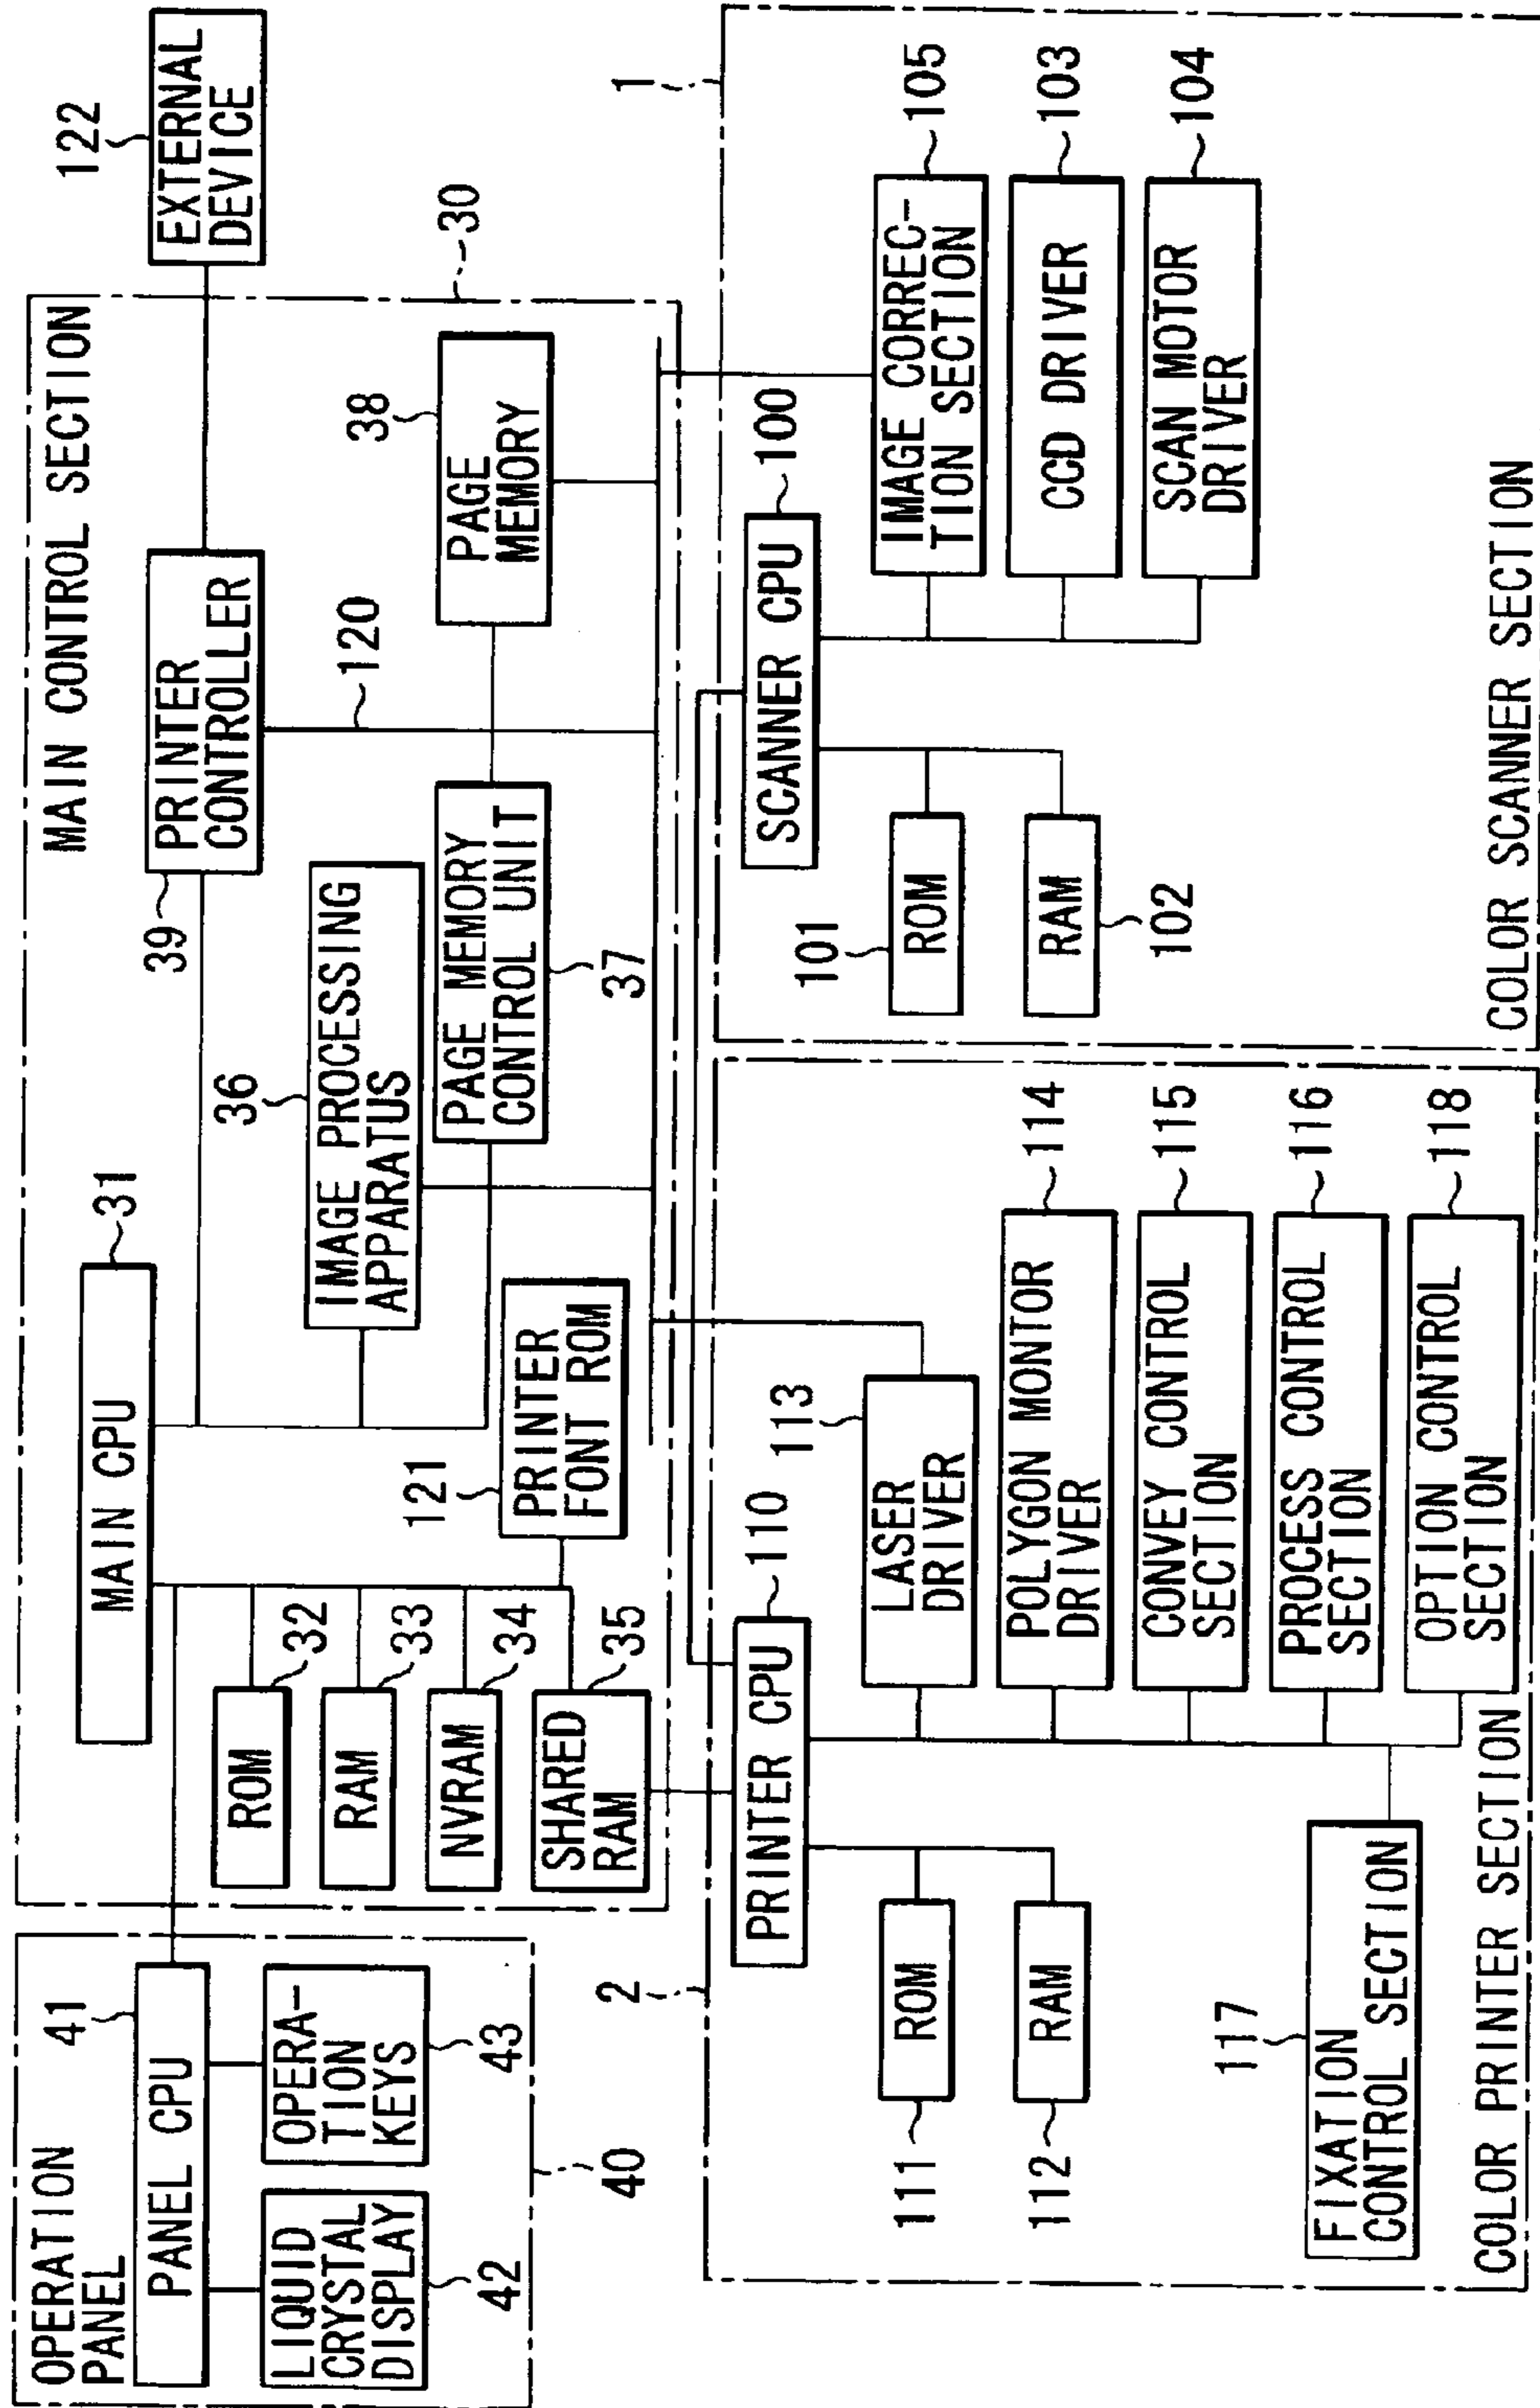 OPERATION
PANEL
41
PANEL CPU
LIQUID
CRYSTAL
DISPLAY
42
OPERA-
TION
KEYS
43
40
MAIN CONTROL SECTION
30
31
MAIN CPU
ROM
32
RAM
33
NVRAM
34
SHARED
RAM
35
121
PRINTER
FONT ROM
36
IMAGE PROCESSING
APPARATUS
PAGE MEMORY
CONTROL UNIT
37
39
PRINTER
CONTROLLER
120
38
PAGE
MEMORY
122
EXTERNAL
DEVICE
2
PRINTER CPU
110
111
ROM
112
RAM
113
LASER
DRIVER
POLYGON MONTOR
DRIVER
114
CONVEY CONTROL
SECTION
115
PROCESS CONTROL
SECTION
116
OPTION CONTROL
SECTION
118
117
FIXATION
CONTROL SECTION
COLOR PRINTER SECTION
1
SCANNER CPU
100
101
ROM
RAM
102
IMAGE CORREC-
TION SECTION
105
CCD DRIVER
103
SCAN MOTOR
DRIVER
104
COLOR SCANNER SECTION